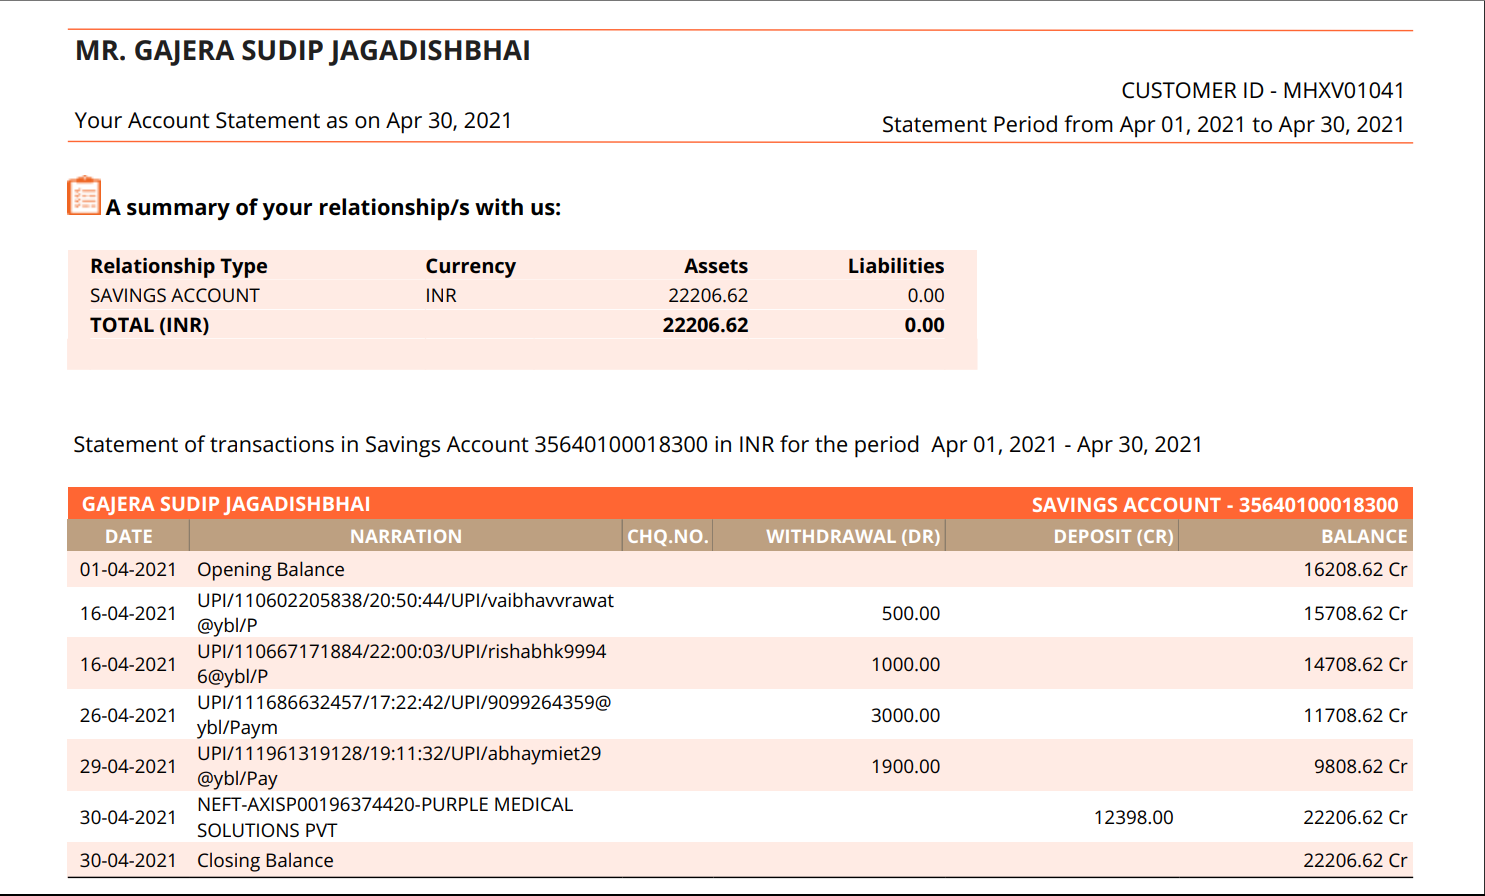 MR. GAJERA SUDIP JAGADISHBHAI
CUSTOMER ID - MHXV01041
Your Account Statement as on Apr 30, 2021
Statement Period from Apr 01, 2021 to Apr 30, 2021
A summary of your relationship/s with us:
Relationship Type Currency Assets Liabilities
SAVINGS ACCOUNT INR 22206.62 0.00
TOTAL (INR) 22206.62 0.00
Statement of transactions in Savings Account 35640100018300 in INR for the period Apr 01, 2021 - Apr 30, 2021
GAJERA SUDIP JAGADISHBHAI SAVINGS ACCOUNT - 35640100018300
DATE NARRATION CHQ.NO. WITHDRAWAL (DR) DEPOSIT (CR) BALANCE
01-04-2021 Opening Balance 16208.62 Cr
UPI/110602205838/20:50:44/UPI/vaibhavvrawat
16-04-2021 500.00 15708.62 Cr
@ybl/P
UPI/110667171884/22:00:03/UPI/rishabhk9994
16-04-2021 1000.00 14708.62 Cr
6@ybl/P
UPI/111686632457/17:22:42/UPI/9099264359@
26-04-2021 3000.00 11708.62 Cr
ybl/Paym
UPI/111961319128/19:11:32/UPI/abhaymiet29
29-04-2021 1900.00 9808.62 Cr
@ybl/Pay
NEFT-AXISP00196374420-PURPLE MEDICAL
30-04-2021 12398.00 22206.62 Cr
SOLUTIONS PVT
30-04-2021 Closing Balance 22206.62 Cr